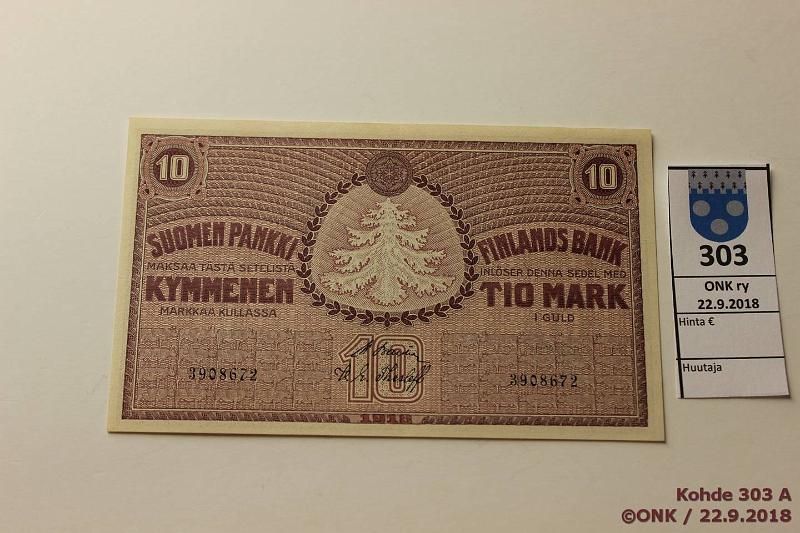 10
10
SUOMEN PANKKI
MAKSAA TÄSTÄ SETELISTÄ
KYMMENEN
MARKKAA KULLASSA
FINLANDS BANK
INLÖSER DENNA SEDEL MED
TIO MARK
I GULD
3908672
10
3908672
1918
303
ONK ry
22.9.2018
Hinta €
Huutaja
Kohde 303 A
©ONK / 22.9.2018